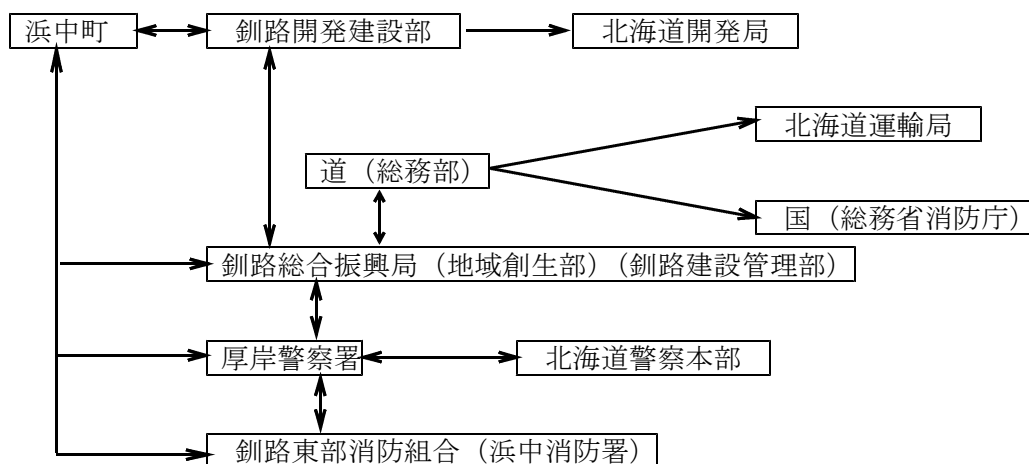 浜中町 釧路開発建設部 北海道開発局
北海道運輸局
道（総務部）
国（総務省消防庁）
釧路総合振興局（地域創生部）（釧路建設管理部）
厚岸警察署 北海道警察本部
釧路東部消防組合（浜中消防署）